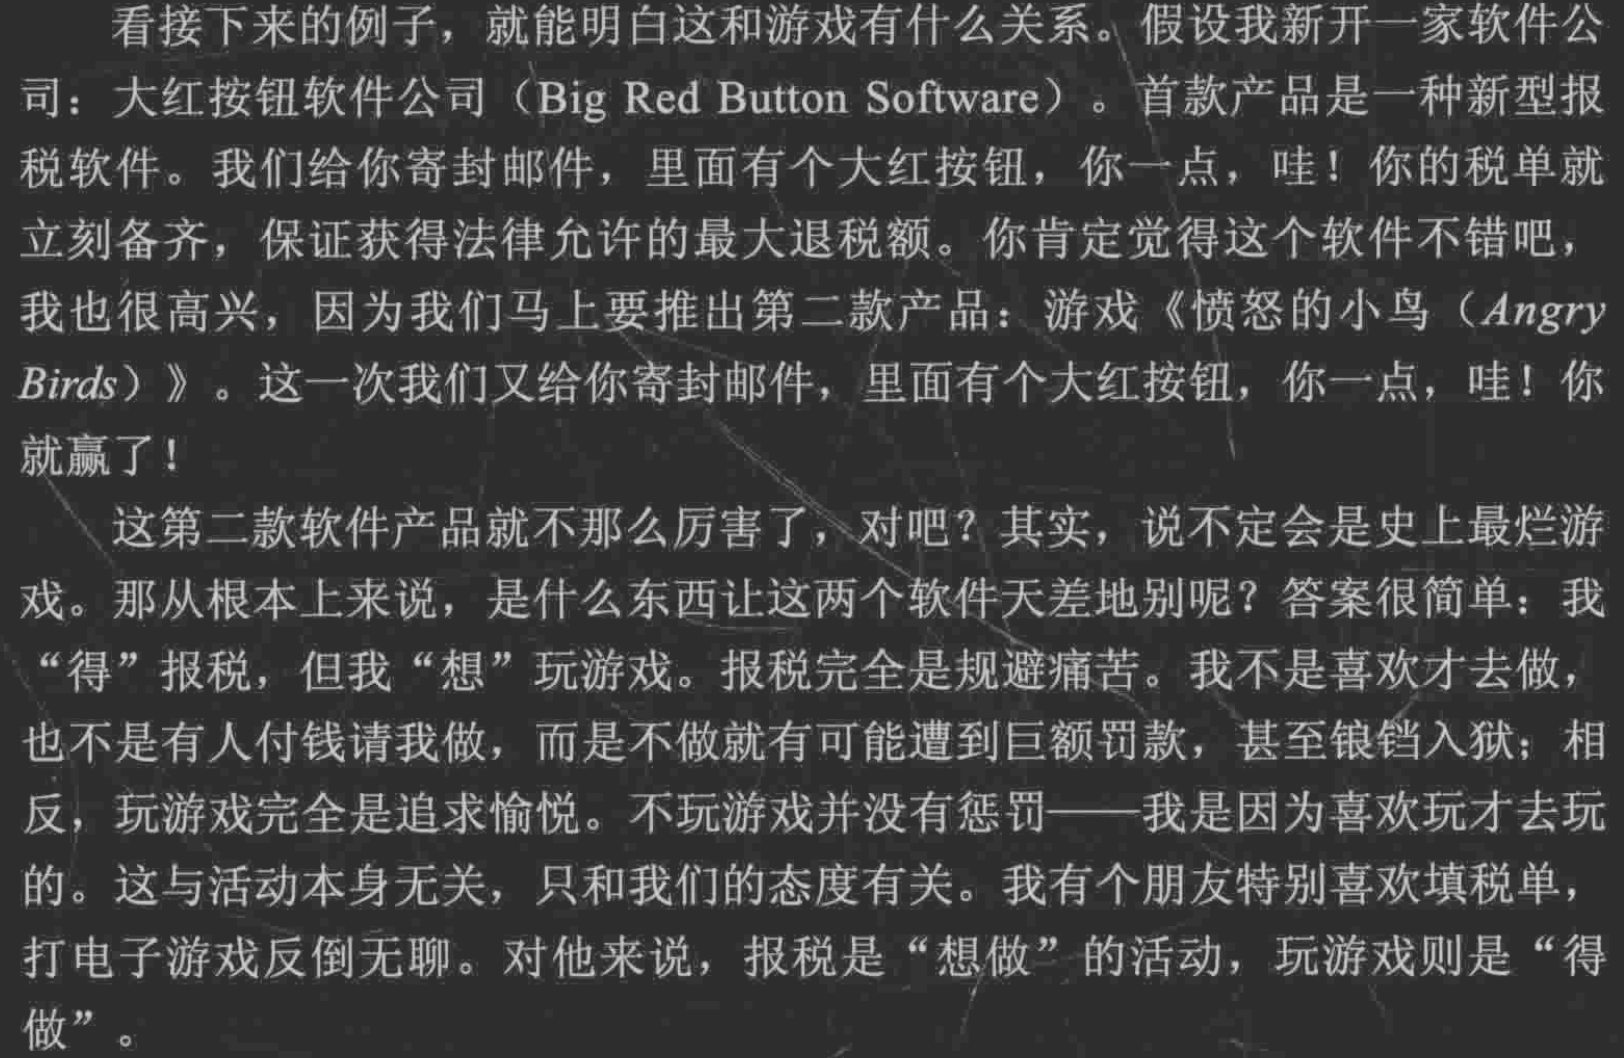 看接下来的例子，就能明白这和游戏有什么关系。假设我新开一家软件公
司：大红按钮软件公司（Big Red Button Software）。首款产品是一种新型报
税软件。我们给你寄封邮件，里面有个大红按钮，你一点，哇！你的税单就
立刻备齐，保证获得法律允许的最大退税额。你肯定觉得这个软件不错吧，
我也很高兴，因为我们马上要推出第二款产品：游戏《愤怒的小鸟（Angry
Birds）》。这一次我们又给你寄封邮件，里面有个大红按钮，你一点，哇！你
就赢了！
这第二款软件产品就不那么厉害了，对吧？其实，说不定会是史上最烂游
戏。那从根本上来说，是什么东西让这两个软件天差地别呢？答案很简单：我
“得”报税，但我“想”玩游戏。报税完全是规避痛苦。我不是喜欢才去做，
也不是有人付钱请我做，而是不做就有可能遭到巨额罚款，甚至锒铛入狱；相
反，玩游戏完全是追求愉悦。不玩游戏并没有惩罚——我是因为喜欢玩才去玩
的。这与活动本身无关，只和我们的态度有关。我有个朋友特别喜欢填税单，
打电子游戏反倒无聊。对他来说，报税是“想做”的活动，玩游戏则是“得
做”。